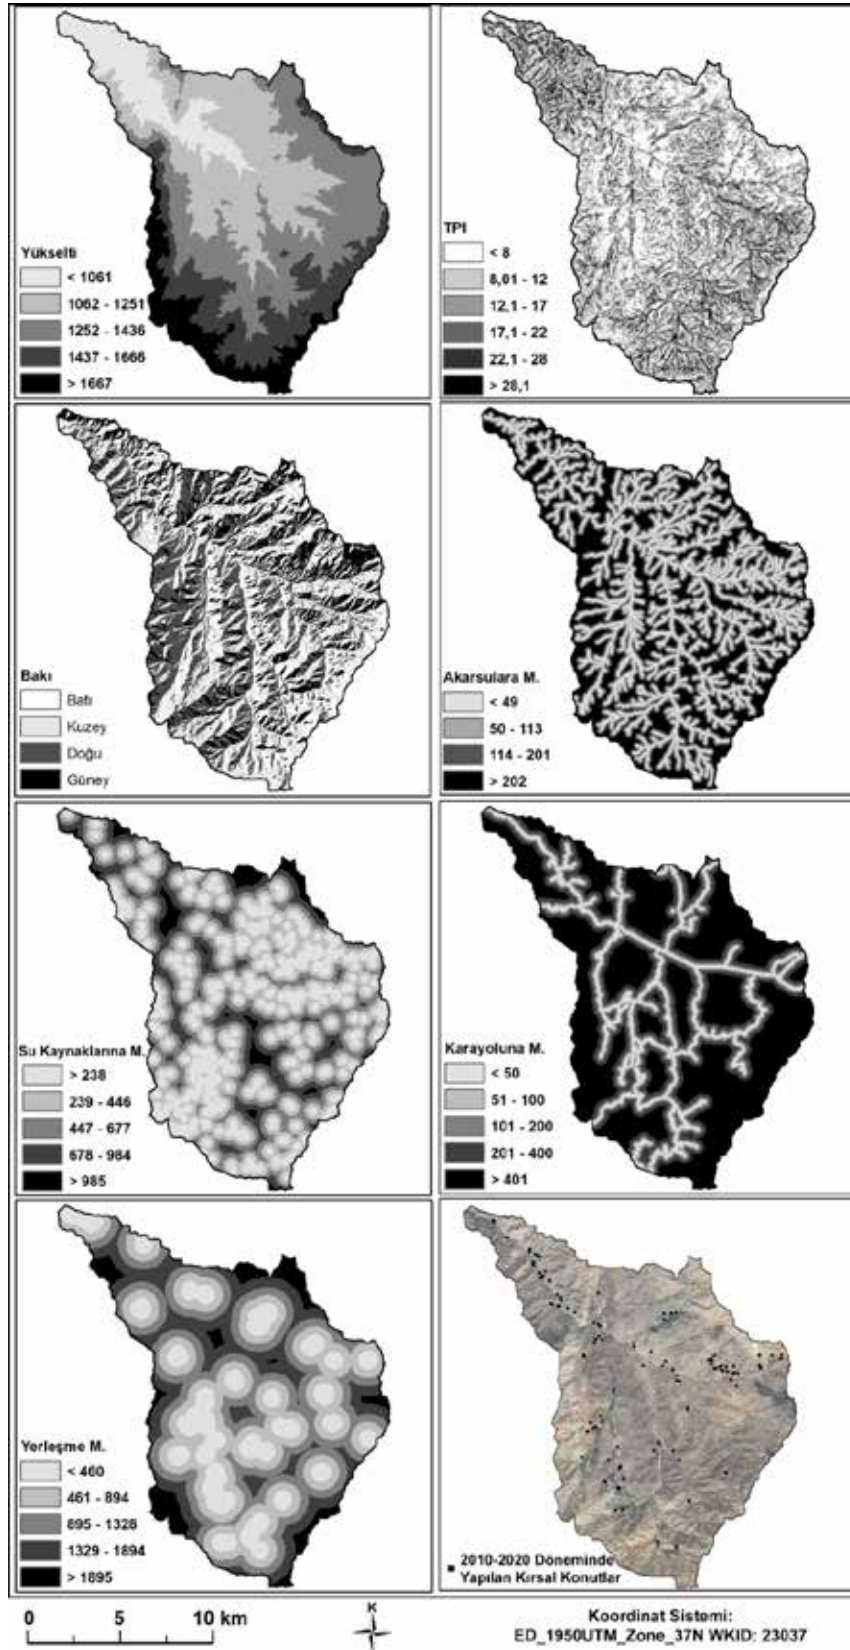 Yükselti
< 1061
1062 - 1251
1252 - 1436
1437 - 1666
> 1667
TPI
< 8
8,01 - 12
12,1 - 17
17,1 - 22
22,1 - 28
> 28,1
Bakı
Batı
Kuzey
Doğu
Güney
Akarsulara M.
< 49
50 - 113
114 - 201
> 202
Su Kaynaklarına M.
> 238
239 - 446
447 - 677
678 - 984
> 985
Karayoluna M.
< 50
51 - 100
101 - 200
201 - 400
> 401
Yerleşme M.
< 460
461 - 894
895 - 1328
1329 - 1894
> 1895
2010-2020 Döneminde
Yapılan Kırsal Konutlar
0 5 10 km
K
Koordinat Sistemi:
ED_1950UTM_Zone_37N WKID: 23037